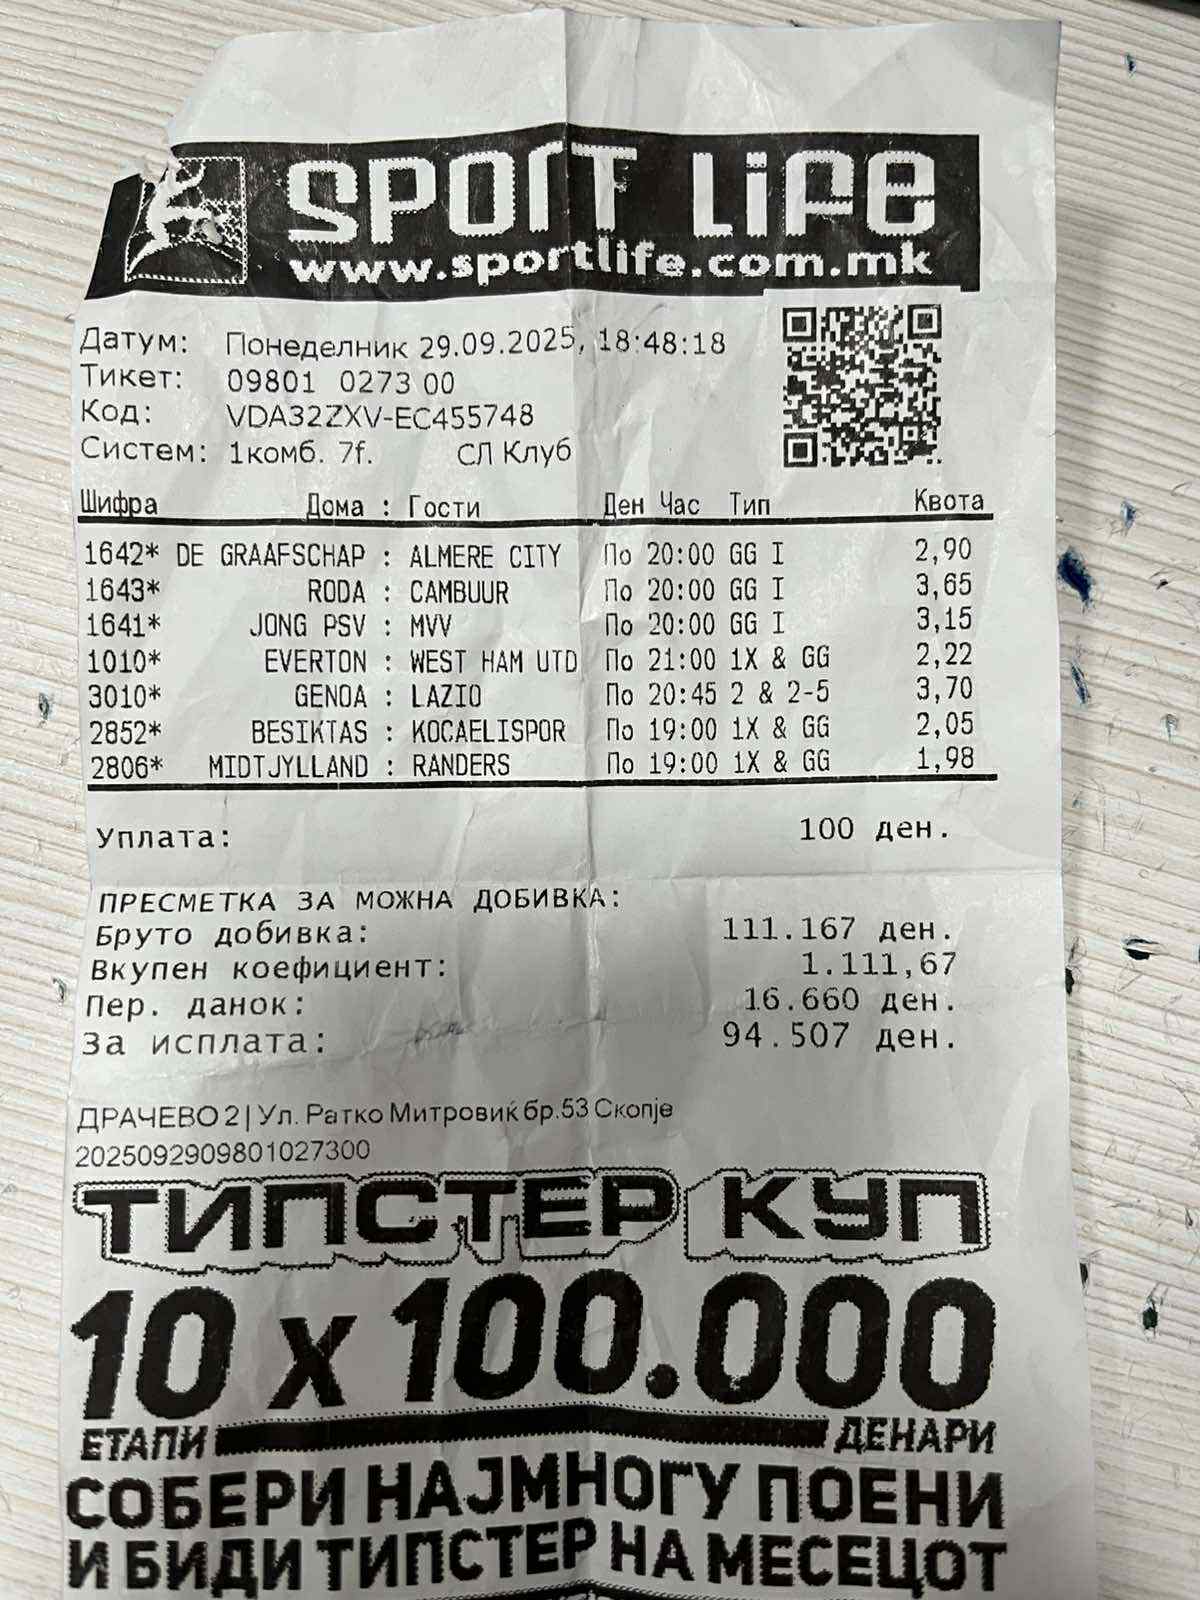 SPORT LIFE
www.sportlife.com.mk
Датум: Понеделник 29.09.2025, 18:48:18
Тикет: 09801 0273 00
Код: VDA32ZXV-EC455748
Систем: 1комб. 7f. СЛ Клуб
Шифра Дома : Гости Ден Час Тип Квота
1642* DE GRAAFSCHAP : ALMERE CITY По 20:00 GG I 2,90
1643* RODA : CAMBUUR По 20:00 GG I 3,65
1641* JONG PSV : MVV По 20:00 GG I 3,15
1010* EVERTON : WEST HAM UTD По 21:00 1X & GG 2,22
3010* GENOA : LAZIO По 20:45 2 & 2-5 3,70
2852* BESIKTAS : KOCAELISPOR По 19:00 1X & GG 2,05
2806* MIDTJYLLAND : RANDERS По 19:00 1X & GG 1,98
Уплата: 100 ден.
ПРЕСМЕТКА ЗА МОЖНА ДОБИВКА:
Бруто добивка: 111.167 ден.
Вкупен коефициент: 1.111,67
Пер. данок: 16.660 ден.
За исплата: 94.507 ден.
ДРАЧЕВО 2 | Ул. Ратко Митровиќ бр.53 Скопје
2025092909801027300
ТИПСТЕР КУП
10 x 100.000
ЕТАПИ ДЕНАРИ
СОБЕРИ НАЈМНОГУ ПОЕНИ
И БИДИ ТИПСТЕР НА МЕСЕЦОТ